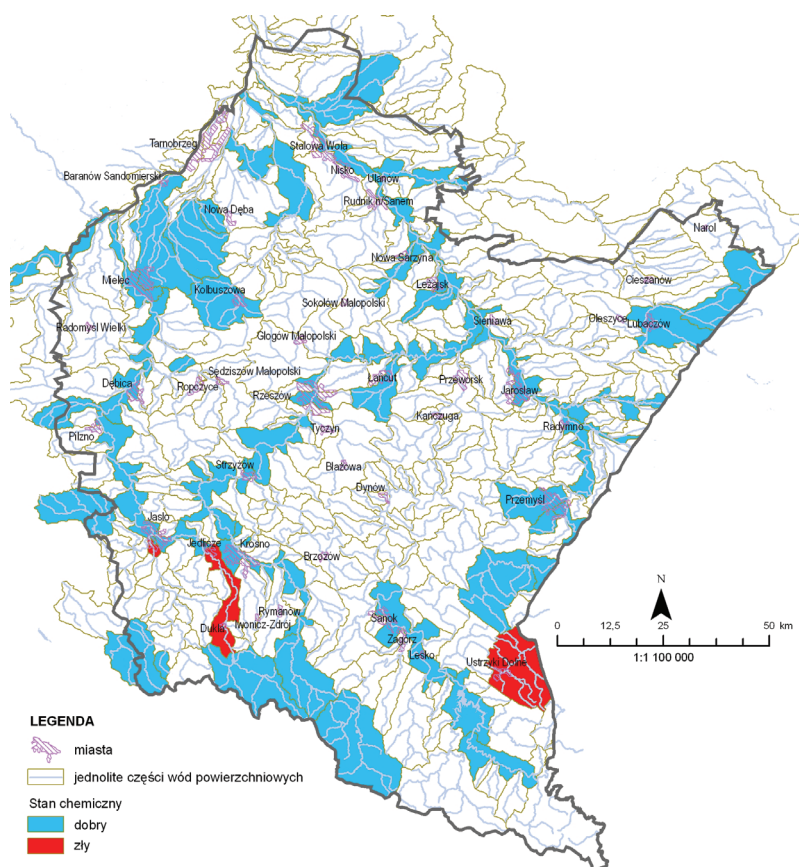 Tarnobrzeg
Stalowa Wola
Baranów Sandomierski
Nisko
Ulanów
Rudnik n/Sanem
Nowa Dęba
Narol
Nowa Sarzyna
Mielec
Leżajsk
Cieszanów
Kolbuszowa
Sokołów Małopolski
Oleszyce
Lubaczów
Radomyśl Wielki
Sieniawa
Głogów Małopolski
Sędziszów Małopolski
Dębica
Ropczyce
Łańcut
Przeworsk
Jarosław
Rzeszów
Kańczuga
Tyczyn
Radymno
Pilzno
Strzyżów
Błażowa
Dynów
Przemyśl
Jasło
Jedlicze
Krosno
Brzozów
Rymanów
Iwonicz-Zdrój
Dukla
Sanok
Zagórz
Lesko
Ustrzyki Dolne
N
0 12,5 25 50 km
1:1 100 000
LEGENDA
miasta
jednolite części wód powierzchniowych
Stan chemiczny
dobry
zły